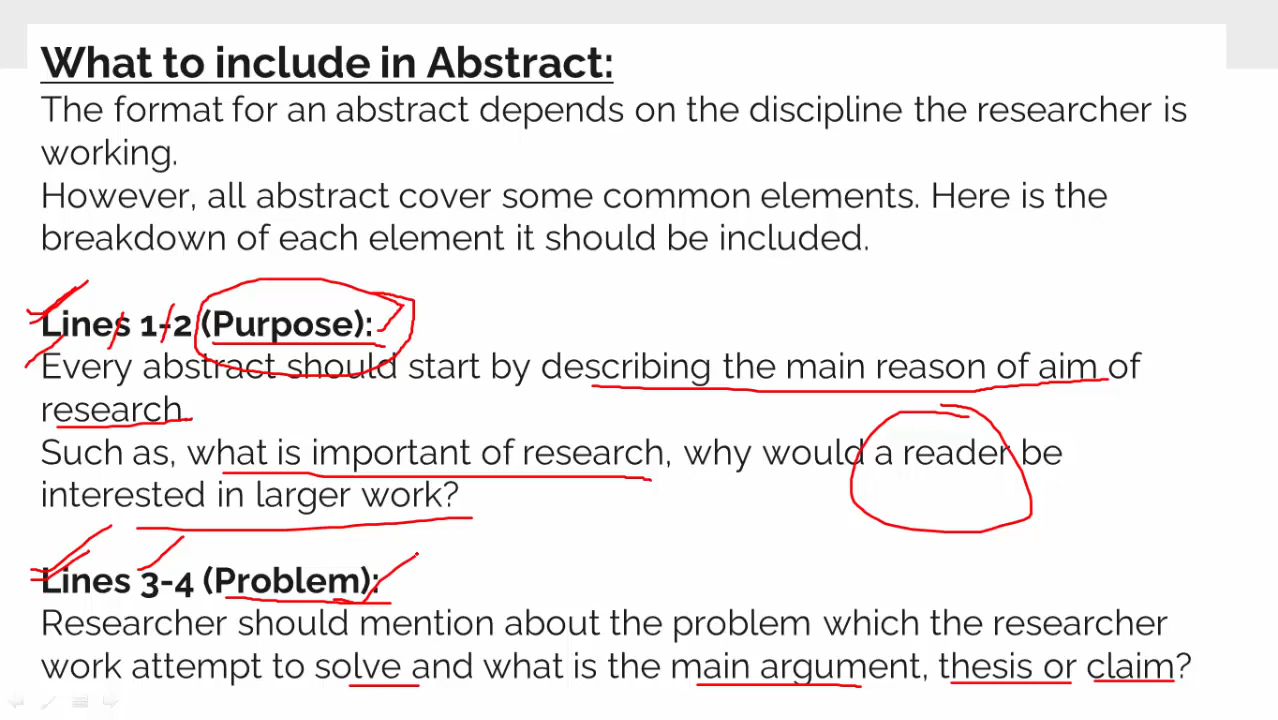 What to include in Abstract:
The format for an abstract depends on the discipline the researcher is
working.
However, all abstract cover some common elements. Here is the
breakdown of each element it should be included.
Lines 1-2 (Purpose):
Every abstract should start by describing the main reason of aim of
research.
Such as, what is important of research, why would a reader be
interested in larger work?
Lines 3-4 (Problem):
Researcher should mention about the problem which the researcher
work attempt to solve and what is the main argument, thesis or claim?